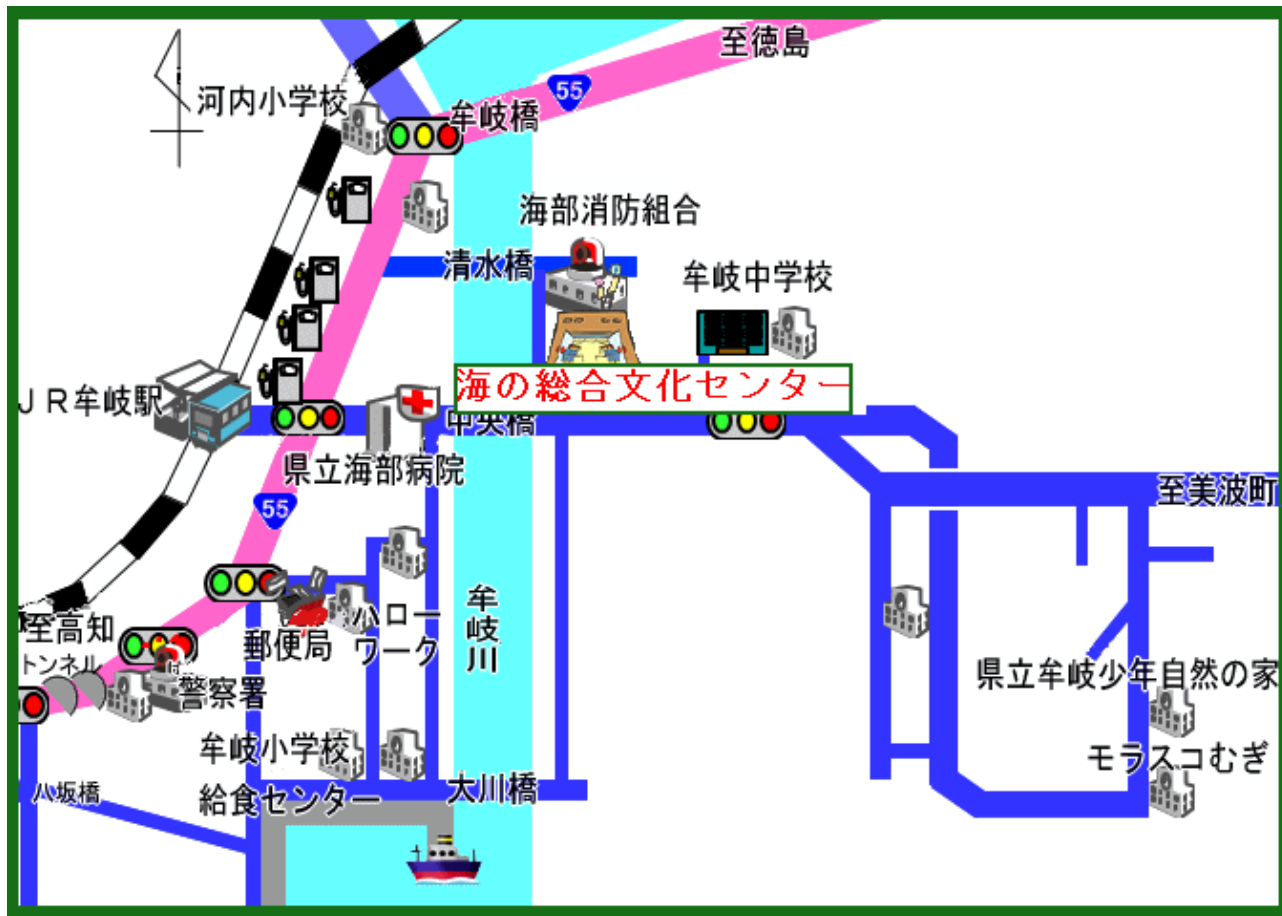 至徳島
55
河内小学校
牟岐橋
海部消防組合
清水橋
牟岐中学校
海の総合文化センター
JR牟岐駅
中央橋
県立海部病院
至美波町
55
牟岐川
ハロー
ワーク
至高知
郵便局
トンネル
警察署
県立牟岐少年自然の家
牟岐小学校
モラスコむぎ
八坂橋
給食センター
大川橋